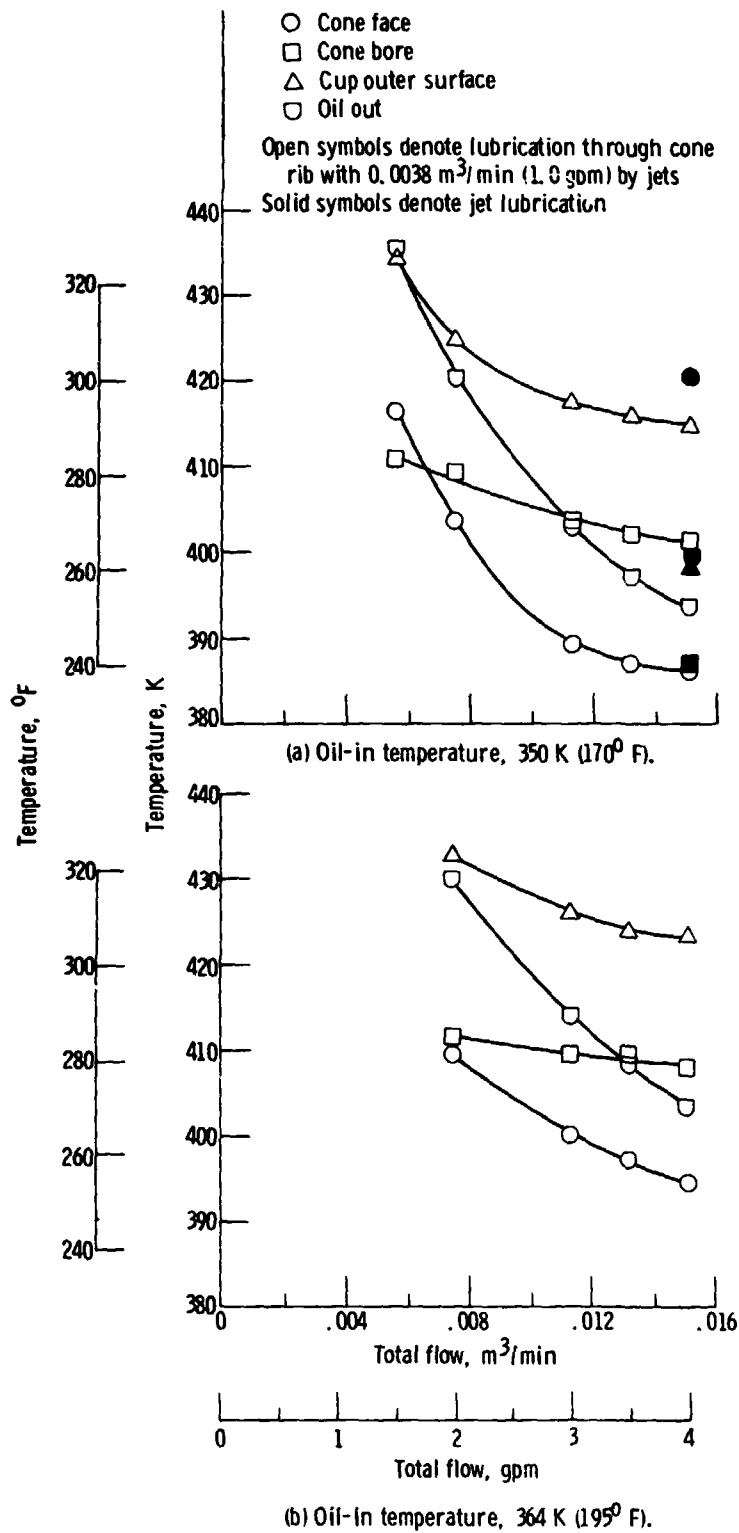 Cone face
Cone bore
Cup outer surface
Oil out
Open symbols denote lubrication through cone
rib with 0.0038 m³/min (1.0 gpm) by jets
Solid symbols denote jet lubrication
440
430
420
410
400
390
380
320
300
280
260
240
Temperature, °F
Temperature, K
(a) Oil-in temperature, 350 K (170° F).
440
430
420
410
400
390
380
320
300
280
260
240
0 .004 .008 .012 .016
Total flow, m³/min
0 1 2 3 4
Total flow, gpm
(b) Oil-in temperature, 364 K (195° F).